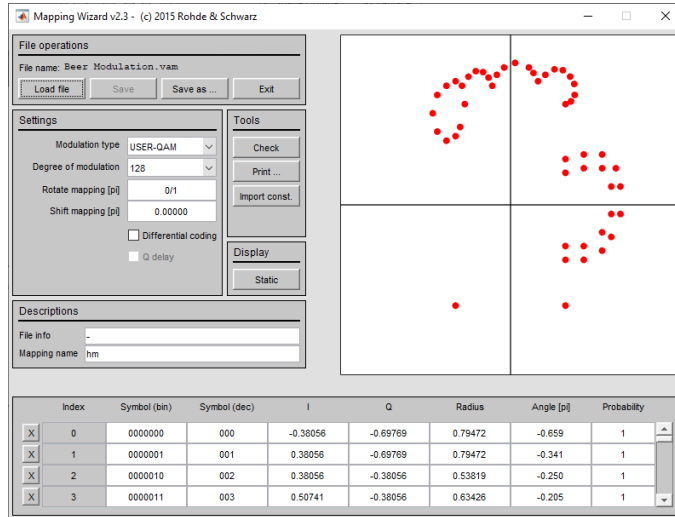 Mapping Wizard v2.3 - (c) 2015 Rohde & Schwarz
File operations
File name: Beer Modulation.vam
Load file Save Save as ... Exit
Settings
Modulation type USER-QAM
Degree of modulation 128
Rotate mapping [pi] 0/1
Shift mapping [pi] 0.00000
Differential coding
Q delay
Tools
Check
Print ...
Import const.
Display
Static
Descriptions
File info -
Mapping name hm
Index Symbol (bin) Symbol (dec) I Q Radius Angle [pi] Probability
X 0 0000000 000 -0.38056 -0.69769 0.79472 -0.659 1
X 1 0000001 001 0.38056 -0.69769 0.79472 -0.341 1
X 2 0000010 002 0.38056 -0.38056 0.53819 -0.250 1
X 3 0000011 003 0.50741 -0.38056 0.63426 -0.205 1